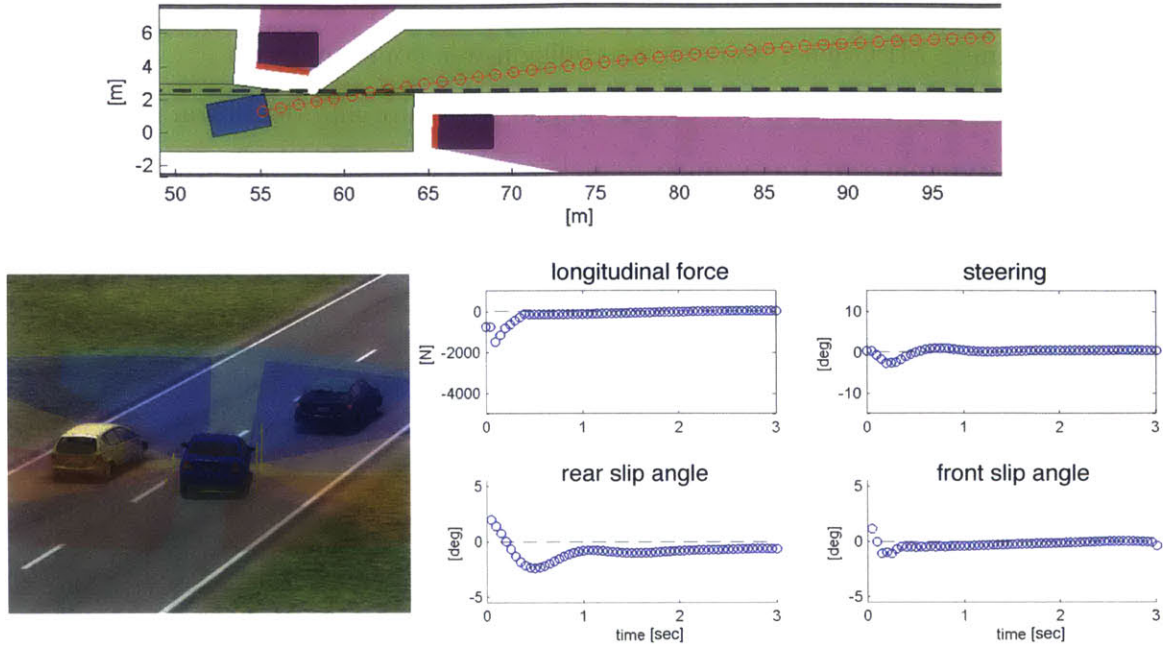 6
4
2
0
-2
[m]
50 55 60 65 70 75 80 85 90 95
[m]
longitudinal force
0
-2000
-4000
[N]
0 1 2 3
steering
10
0
-10
[deg]
0 1 2 3
rear slip angle
5
0
-5
[deg]
0 1 2 3
time [sec]
front slip angle
5
0
-5
[deg]
0 1 2 3
time [sec]